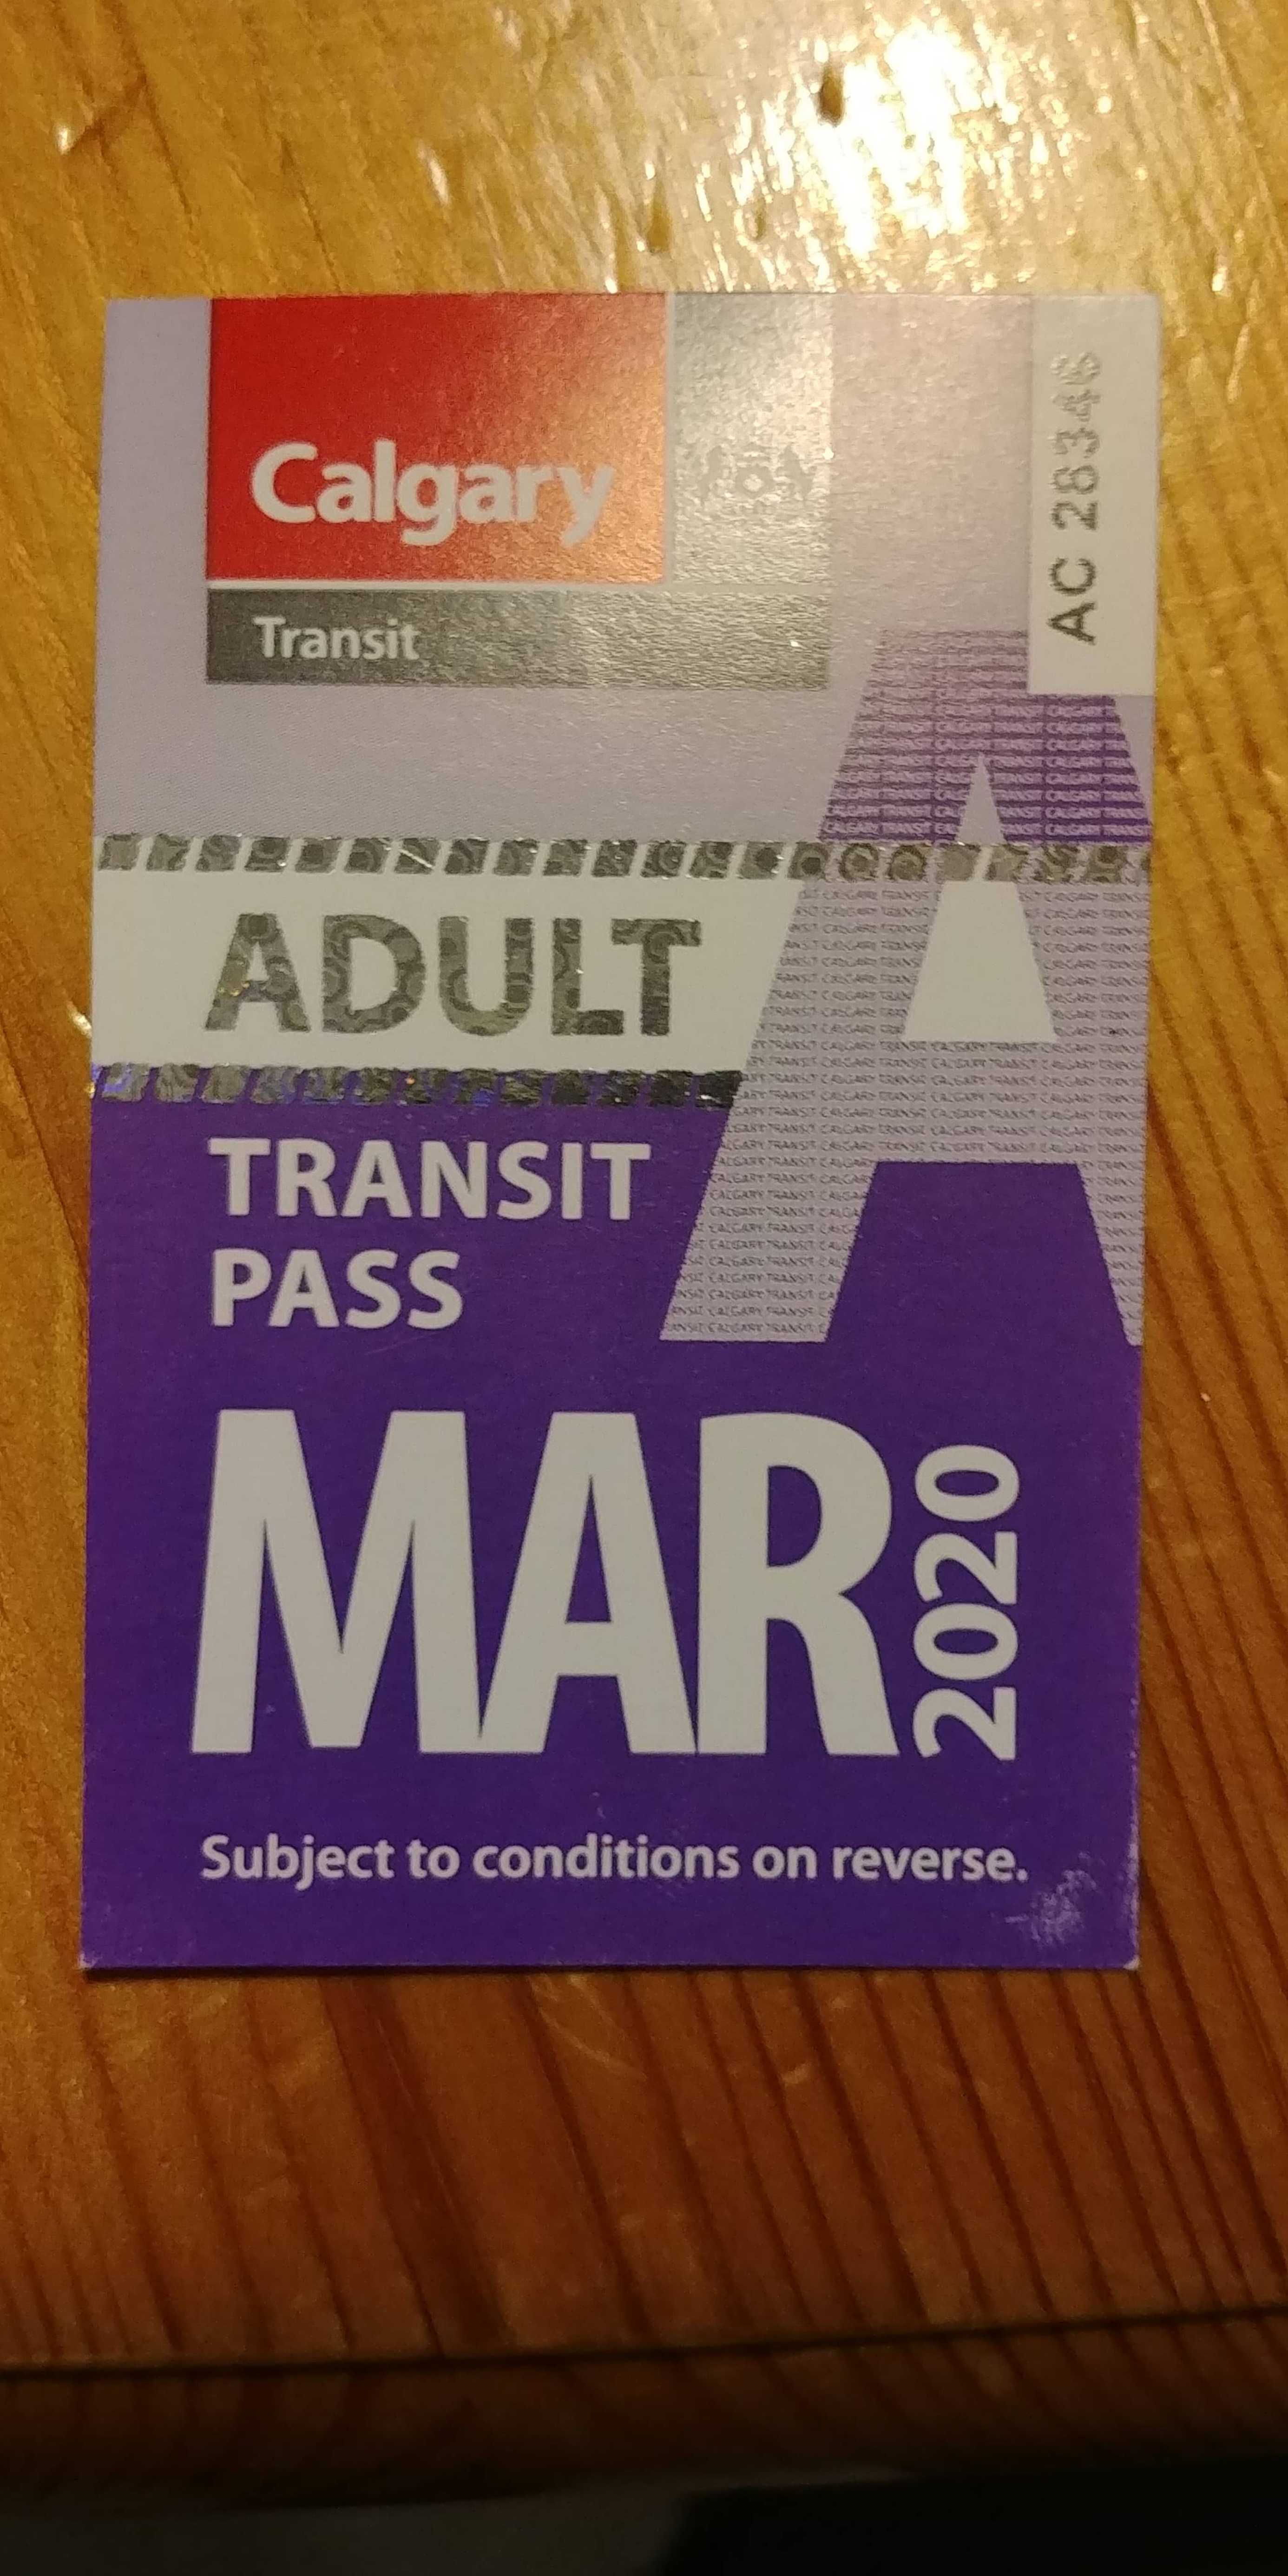 Calgary
Transit
AC 28346
ADULT
TRANSIT
PASS
A
MAR
2020
Subject to conditions on reverse.